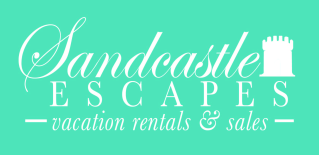 Sandcastle
ESCAPES
vacation rentals & sales